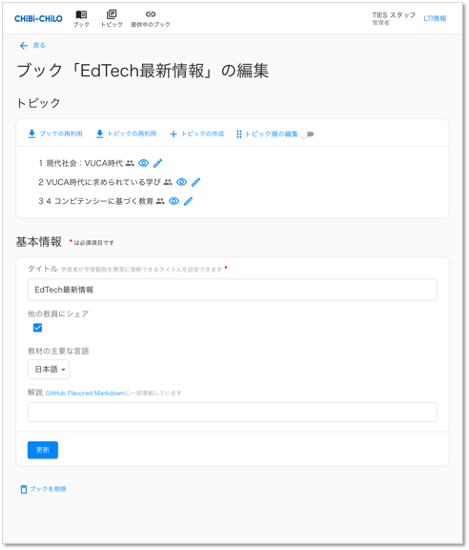 CHiBi-CHiLO
ブック
トピック
提供中のブック
TIES スタッフ
管理者
LTI情報
戻る
ブック「EdTech最新情報」の編集
トピック
ブックの再利用 トピックの再利用 トピックの作成 トピック順の編集
1 現代社会：VUCA時代
2 VUCA時代に求められている学び
3 4 コンピテンシーに基づく教育
基本情報 *は必須項目です
タイトル 学習者が学習範囲を簡潔に理解できるタイトルを設定できます *
EdTech最新情報
他の教員にシェア
教材の主要な言語
日本語
解説 GitHub Flavored Markdownに一部準拠しています
更新
ブックを削除